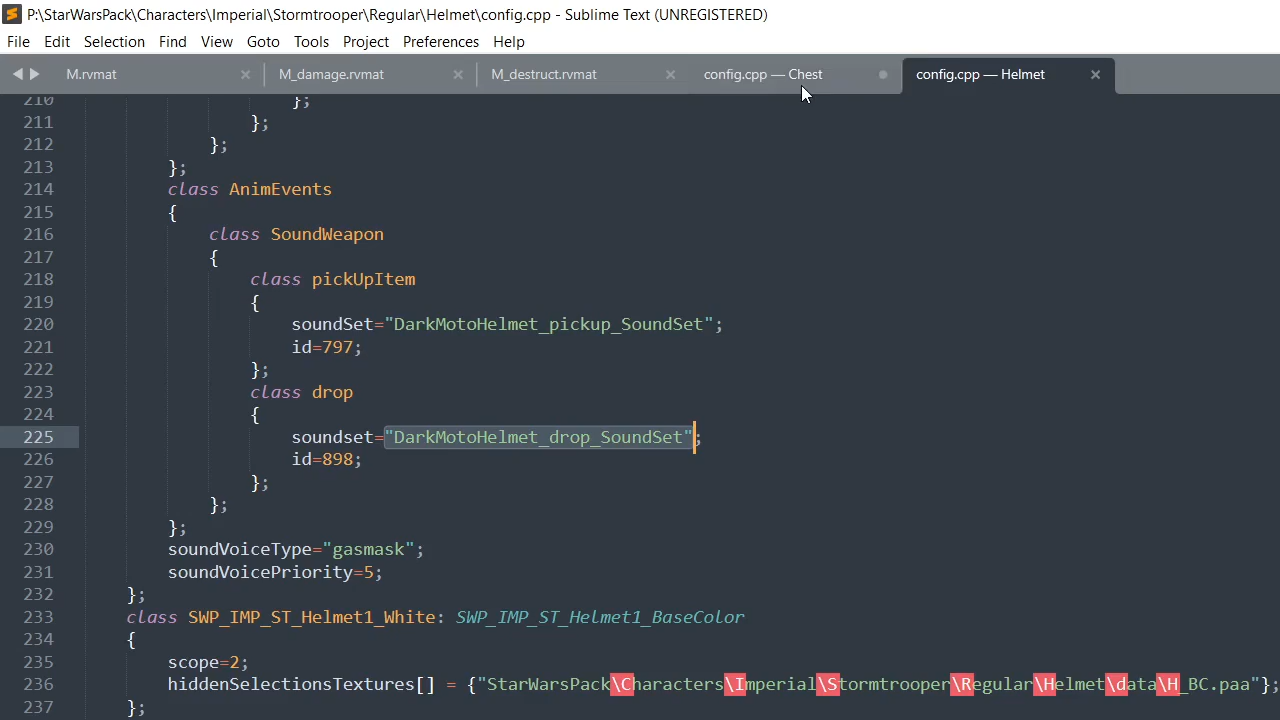 P:\StarWarsPack\Characters\Imperial\Stormtrooper\Regular\Helmet\config.cpp - Sublime Text (UNREGISTERED)
File Edit Selection Find View Goto Tools Project Preferences Help
M.rvmat × M_damage.rvmat × M_destruct.rvmat × config.cpp — Chest config.cpp — Helmet ×
210 };
211 };
212 };
213 };
214 class AnimEvents
215 {
216 class SoundWeapon
217 {
218 class pickUpItem
219 {
220 soundSet="DarkMotoHelmet_pickup_SoundSet";
221 id=797;
222 };
223 class drop
224 {
225 soundset="DarkMotoHelmet_drop_SoundSet";
226 id=898;
227 };
228 };
229 };
230 soundVoiceType="gasmask";
231 soundVoicePriority=5;
232 };
233 class SWP_IMP_ST_Helmet1_White: SWP_IMP_ST_Helmet1_BaseColor
234 {
235 scope=2;
236 hiddenSelectionsTextures[] = {"StarWarsPack\Characters\Imperial\Stormtrooper\Regular\Helmet\data\H_BC.paa"};
237 };